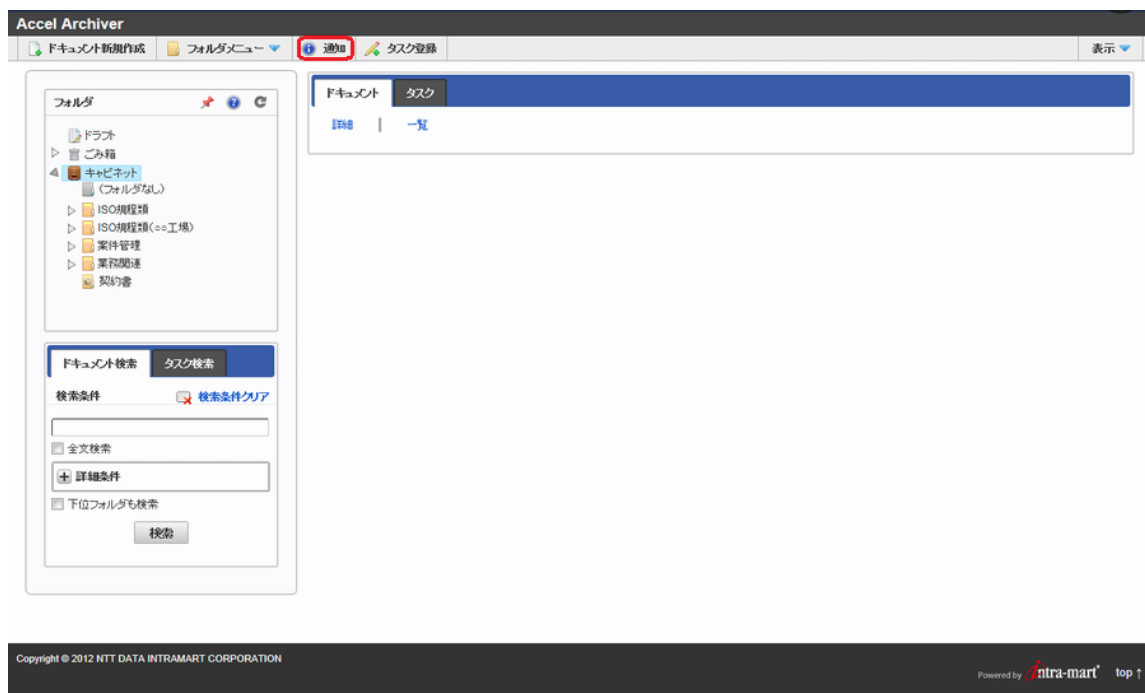 Accel Archiver
ドキュメント新規作成 フォルダメニュー 通知 タスク登録 表示
フォルダ
ドラフト
ごみ箱
キャビネット
(フォルダなし)
ISO規程類
ISO規程類(○○工場)
案件管理
業務関連
契約書
ドキュメント検索 タスク検索
検索条件 検索条件クリア
全文検索
詳細条件
下位フォルダも検索
検索
ドキュメント タスク
詳細 | 一覧
Copyright © 2012 NTT DATA INTRAMART CORPORATION
Powered by intra-mart top ↑